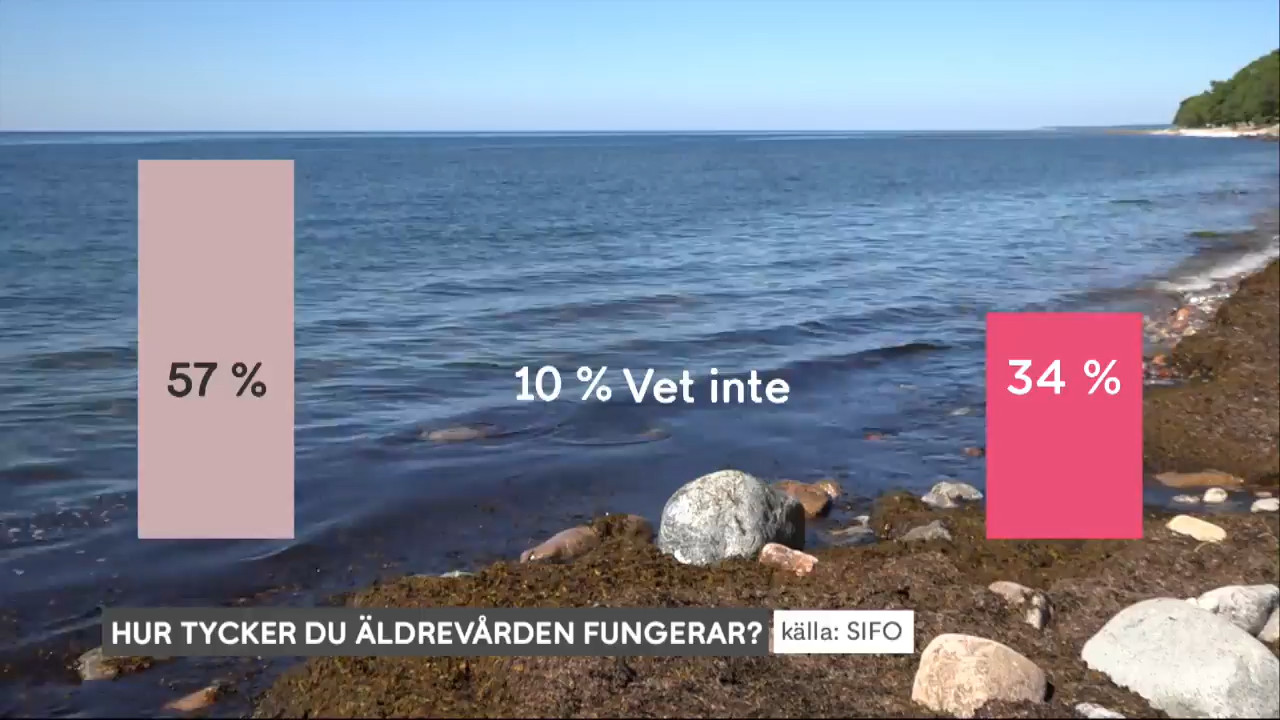 57 %
10 % Vet inte
34 %
HUR TYCKER DU ÄLDREVÅRDEN FUNGERAR? källa: SIFO